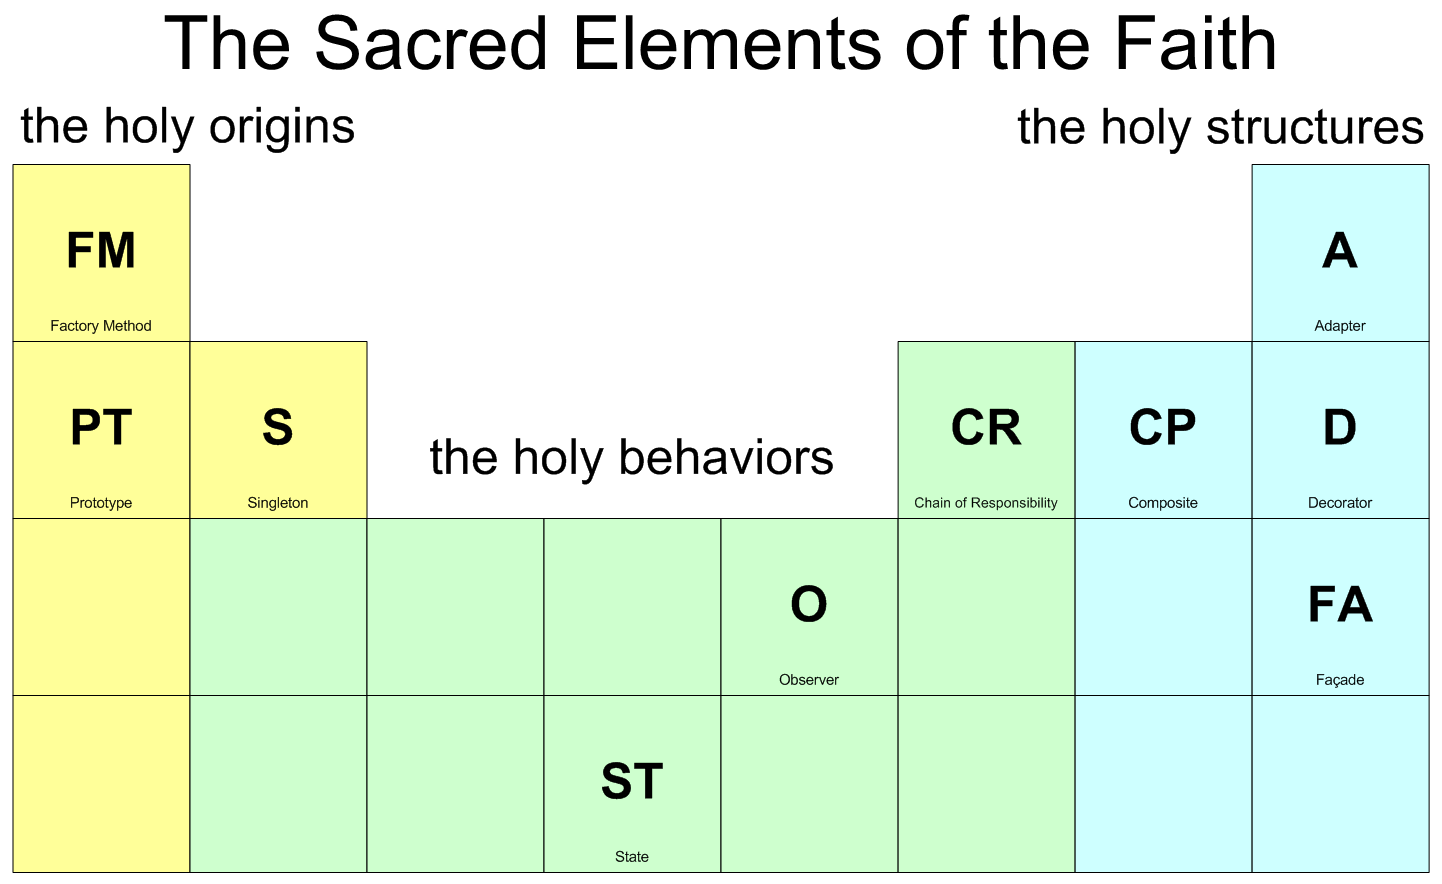 The Sacred Elements of the Faith
the holy origins
the holy structures
FM
Factory Method
A
Adapter
PT
Prototype
S
Singleton
the holy behaviors
CR
Chain of Responsibility
CP
Composite
D
Decorator
O
Observer
FA
Façade
ST
State